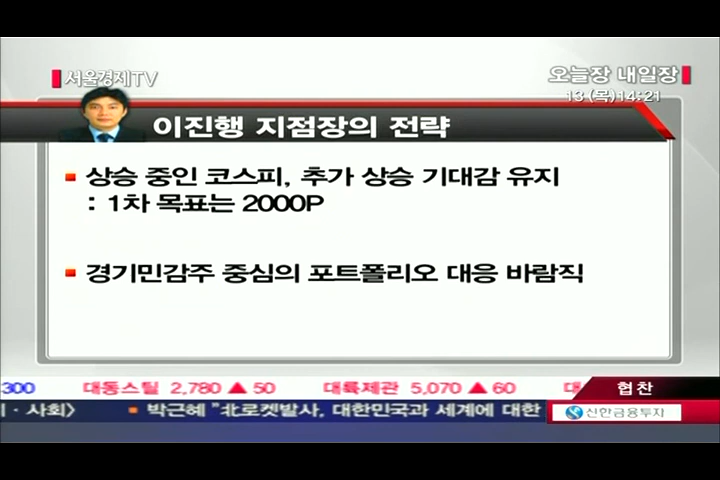 서울경제TV
오늘장 내일장
13(목)14:21
이진행 지점장의 전략
상승 중인 코스피, 추가 상승 기대감 유지
: 1차 목표는 2000P
경기민감주 중심의 포트폴리오 대응 바람직
300 대동스틸 2,780 ▲50 대륙제관 5,070 ▲60 대
협찬
· 사회〉 박근혜 "北로켓발사, 대한민국과 세계에 대한
신한금융투자